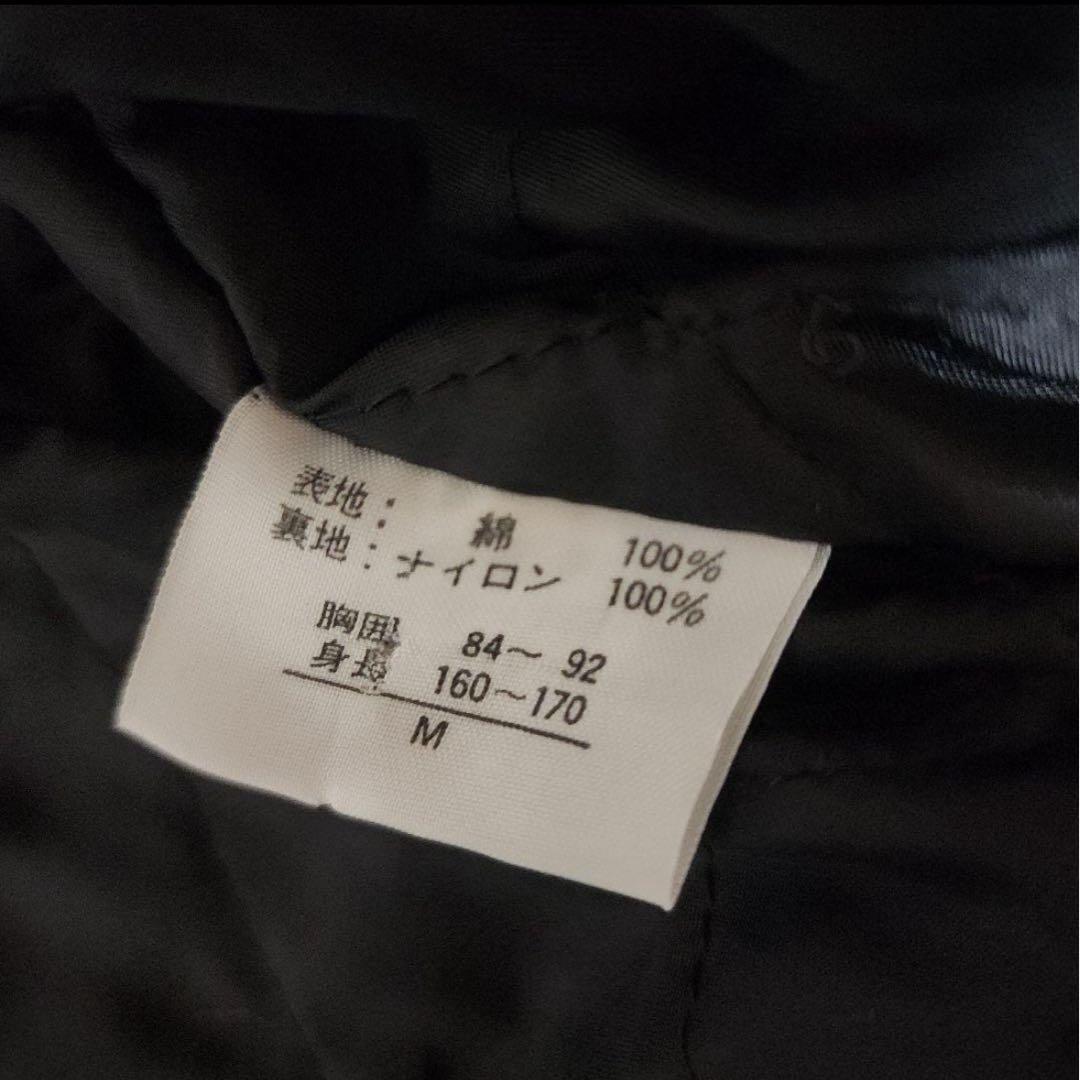 表地: 綿 100%
裏地:ナイロン 100%
胸囲 84〜92
身長 160〜170
M